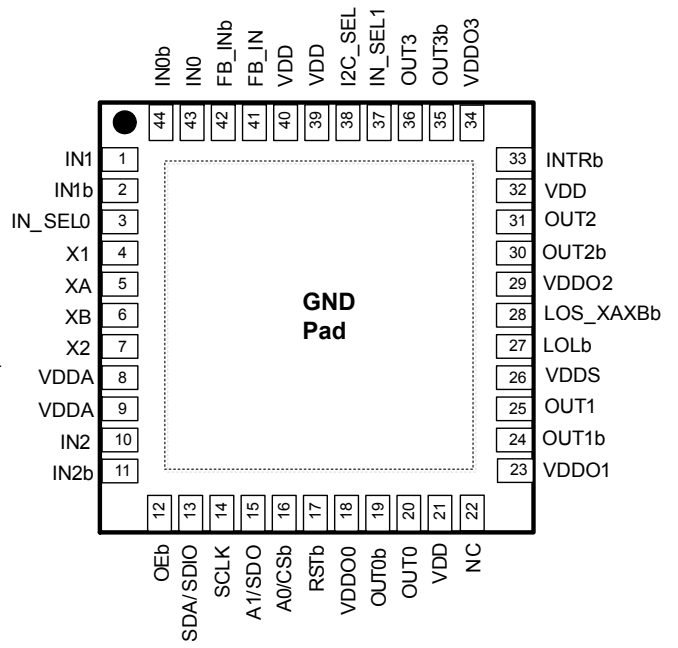 IN0b
IN0
FB_INb
FB_IN
VDD
VDD
I2C_SEL
IN_SEL1
OUT3
OUT3b
VDDO3
44
43
42
41
40
39
38
37
36
35
34
IN1 1
IN1b 2
IN_SEL0 3
X1 4
XA 5
XB 6
X2 7
VDDA 8
VDDA 9
IN2 10
IN2b 11
GND
Pad
33 INTRb
32 VDD
31 OUT2
30 OUT2b
29 VDDO2
28 LOS_XAXBb
27 LOLb
26 VDDS
25 OUT1
24 OUT1b
23 VDDO1
12
13
14
15
16
17
18
19
20
21
22
OEb
SDA/SDIO
SCLK
A1/SDO
A0/CSb
RSTb
VDDO0
OUT0b
OUT0
VDD
NC